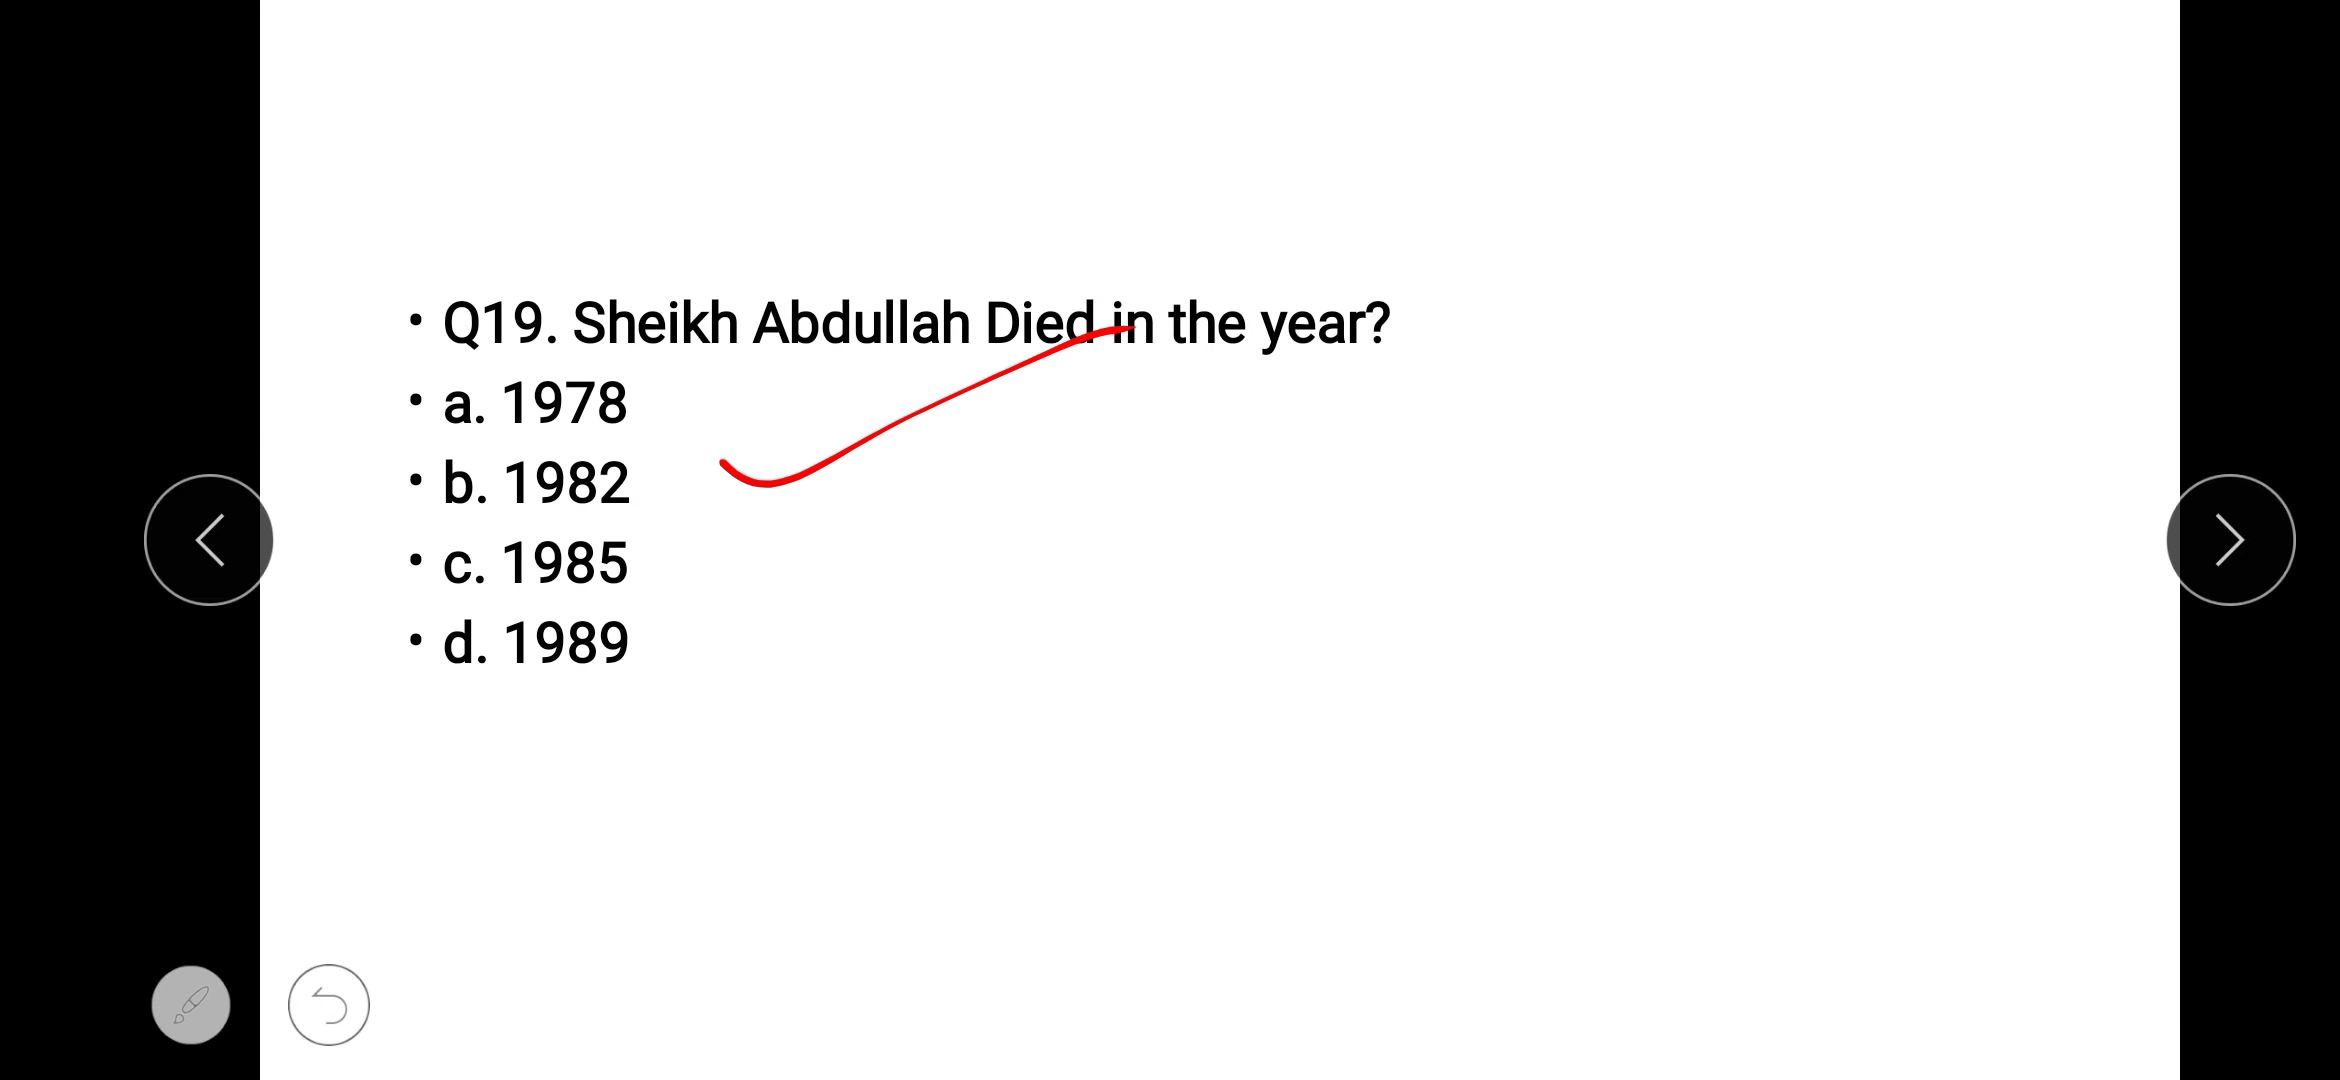 • Q19. Sheikh Abdullah Died in the year?
• a. 1978
• b. 1982
• c. 1985
• d. 1989